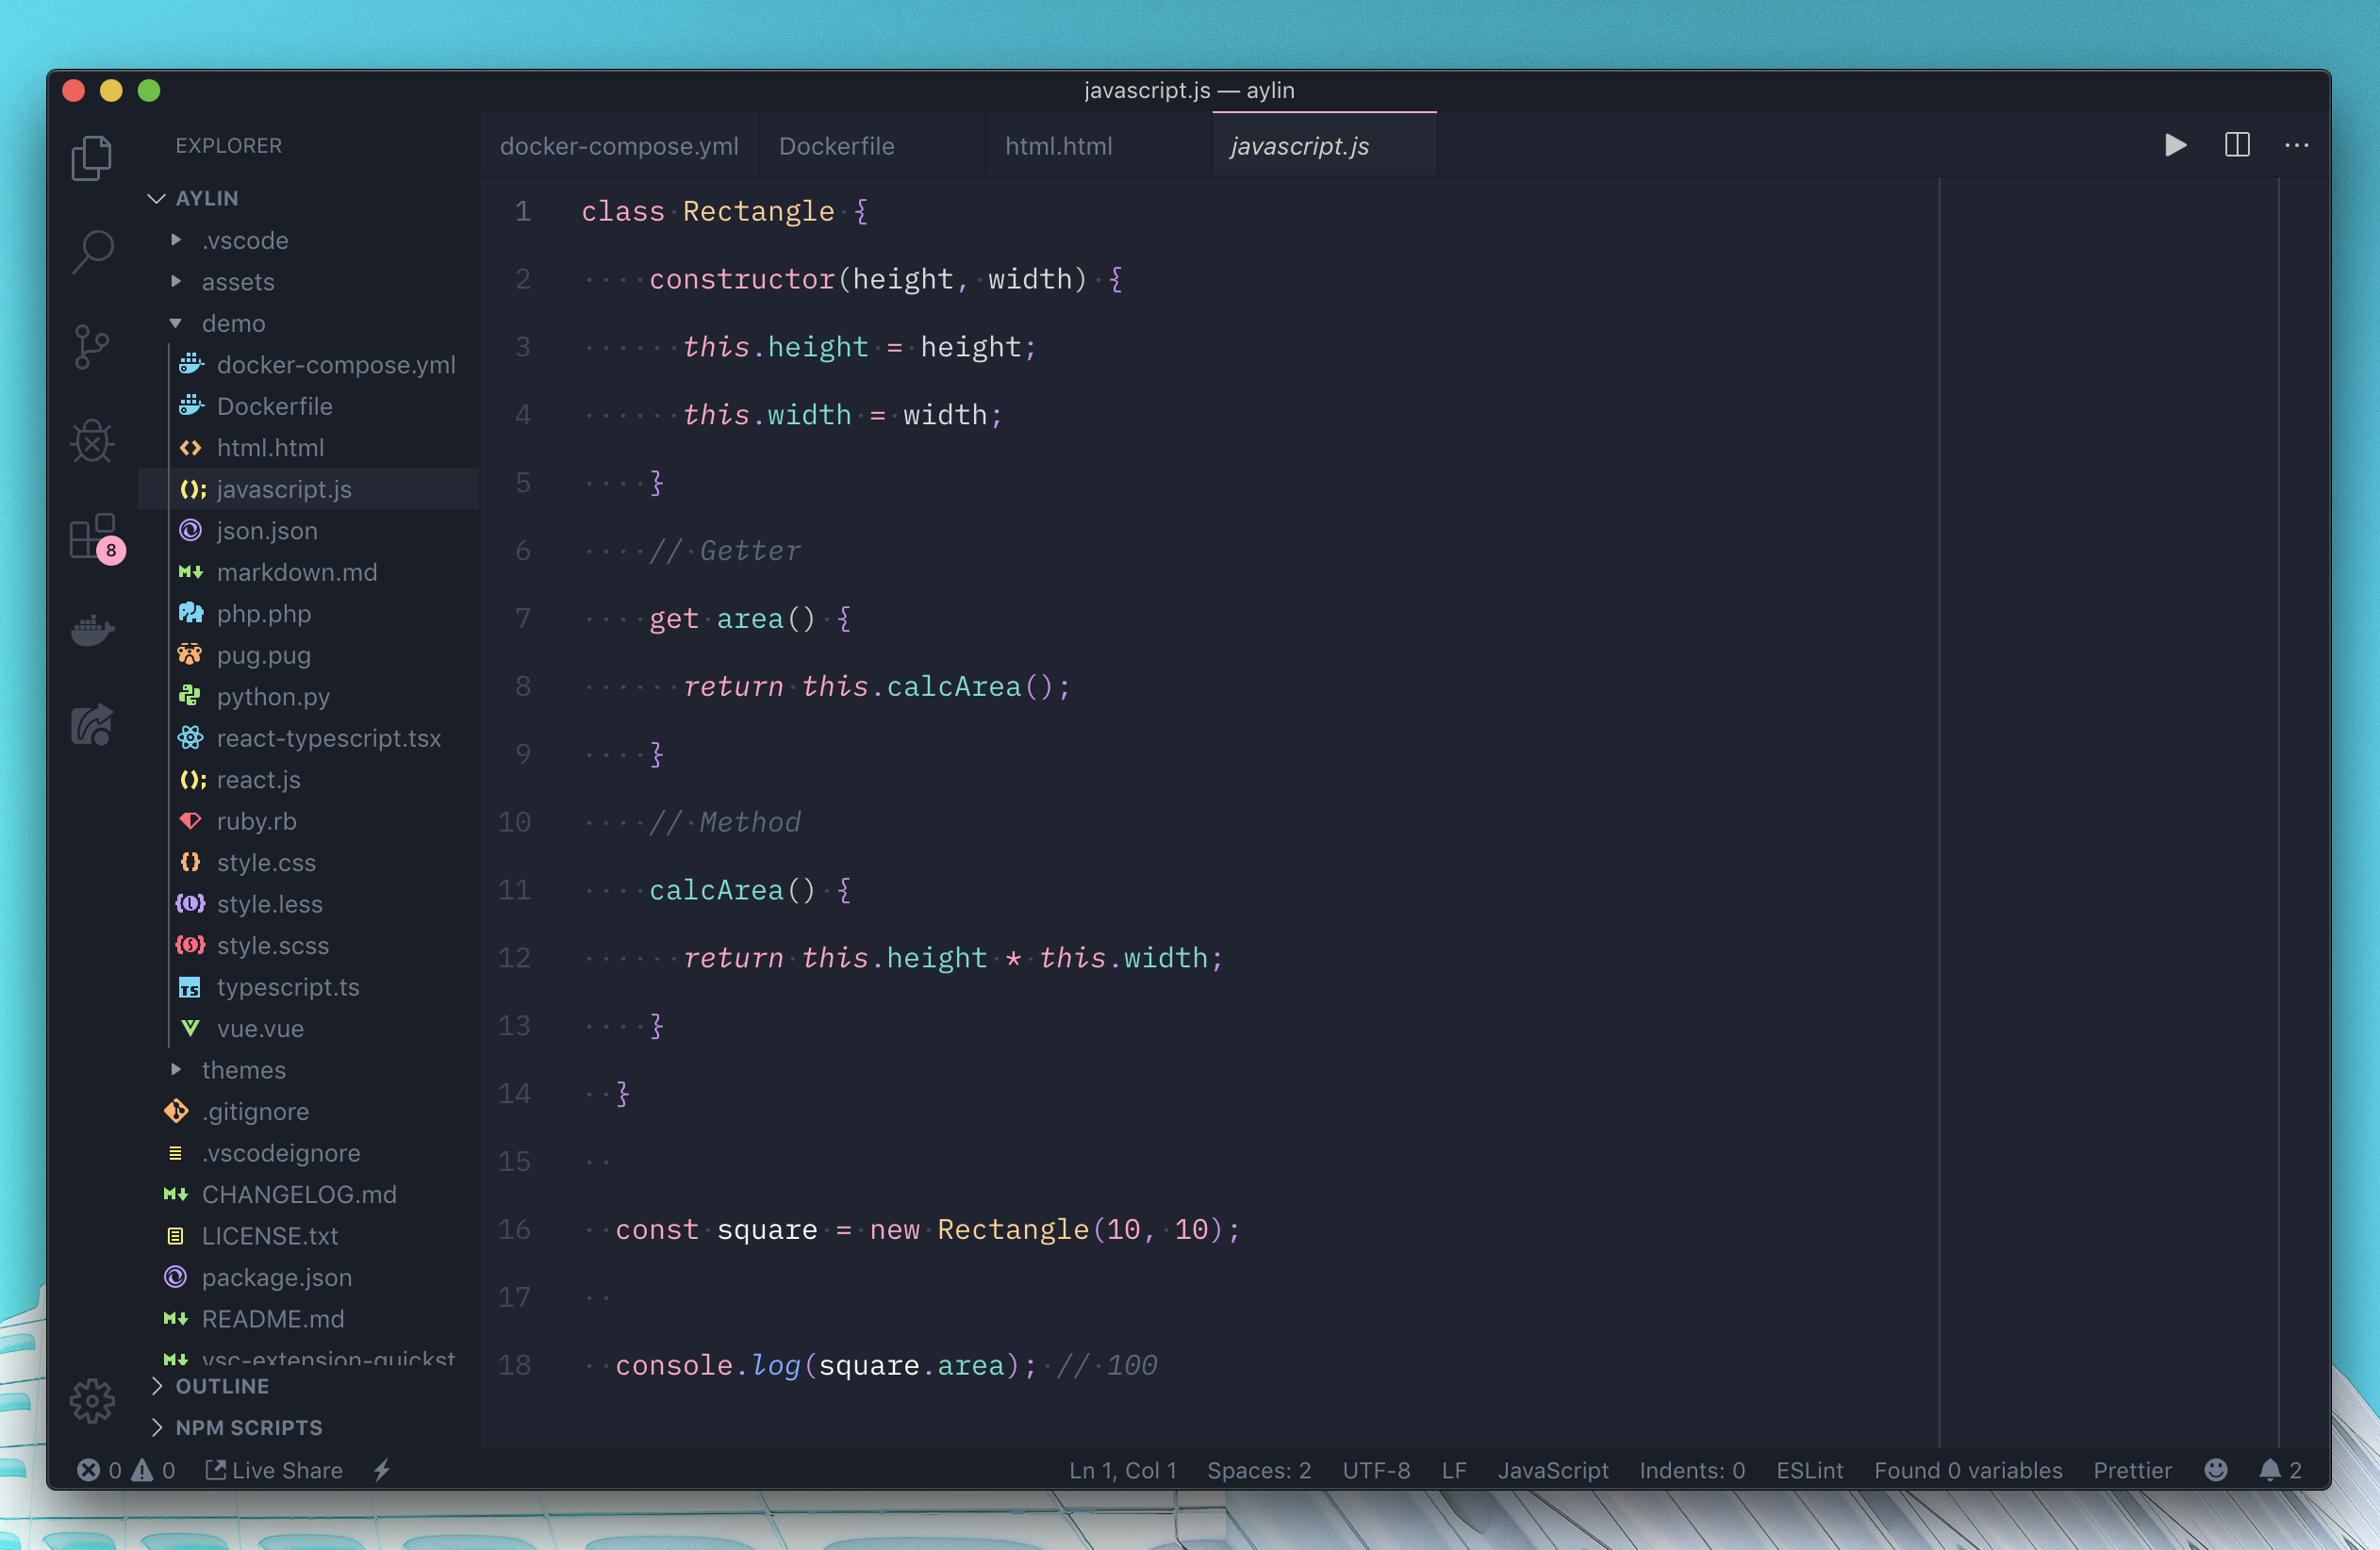 javascript.js — aylin
EXPLORER
AYLIN
.vscode
assets
demo
docker-compose.yml
Dockerfile
html.html
javascript.js
json.json
markdown.md
php.php
pug.pug
python.py
react-typescript.tsx
react.js
ruby.rb
style.css
style.less
style.scss
TS typescript.ts
vue.vue
themes
.gitignore
.vscodeignore
CHANGELOG.md
LICENSE.txt
package.json
README.md
vsc-extension-quickst
OUTLINE
NPM SCRIPTS
8
docker-compose.yml
Dockerfile
html.html
javascript.js
1 class Rectangle {
2 constructor(height, width) {
3 this.height = height;
4 this.width = width;
5 }
6 // Getter
7 get area() {
8 return this.calcArea();
9 }
10 // Method
11 calcArea() {
12 return this.height * this.width;
13 }
14 }
15
16 const square = new Rectangle(10, 10);
17
18 console.log(square.area); // 100
0 0 Live Share Ln 1, Col 1 Spaces: 2 UTF-8 LF JavaScript Indents: 0 ESLint Found 0 variables Prettier 2